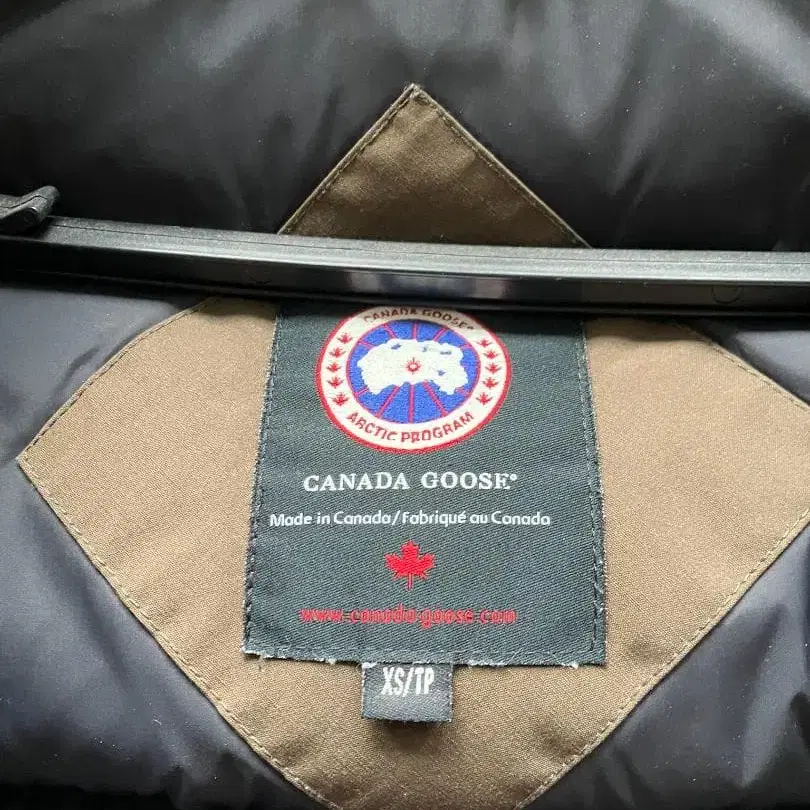 CANADA GOOSE
ARCTIC PROGRAM
CANADA GOOSE®
Made in Canada/Fabriqué au Canada
www.canada-goose.com
XS/TP